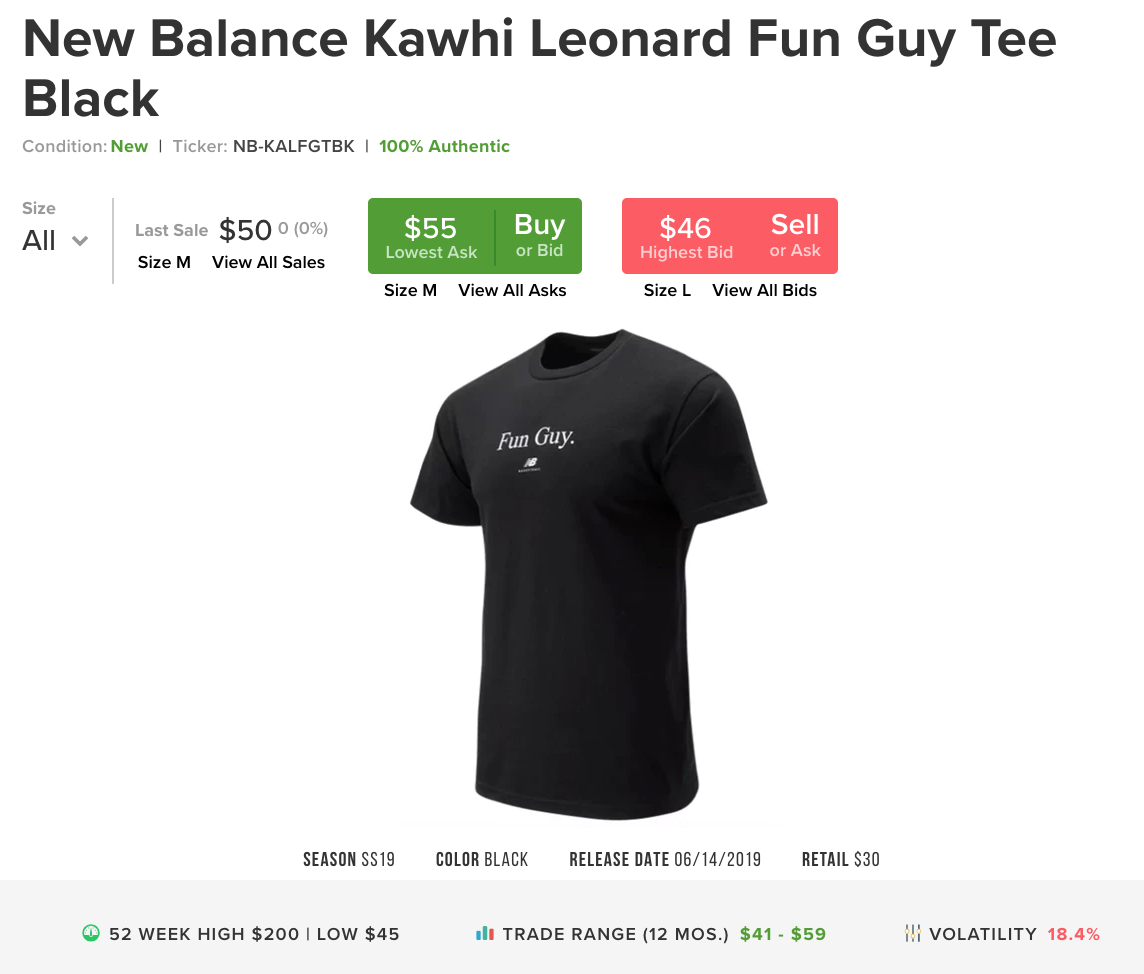 New Balance Kawhi Leonard Fun Guy Tee
Black
Condition: New | Ticker: NB-KALFGTBK | 100% Authentic
Size
All
Last Sale $50 0 (0%)
Size M View All Sales
$55 Buy
Lowest Ask or Bid
Size M View All Asks
$46 Sell
Highest Bid or Ask
Size L View All Bids
Fun Guy.
NB
SEASON SS19 COLOR BLACK RELEASE DATE 06/14/2019 RETAIL $30
52 WEEK HIGH $200 | LOW $45 TRADE RANGE (12 MOS.) $41 - $59 VOLATILITY 18.4%